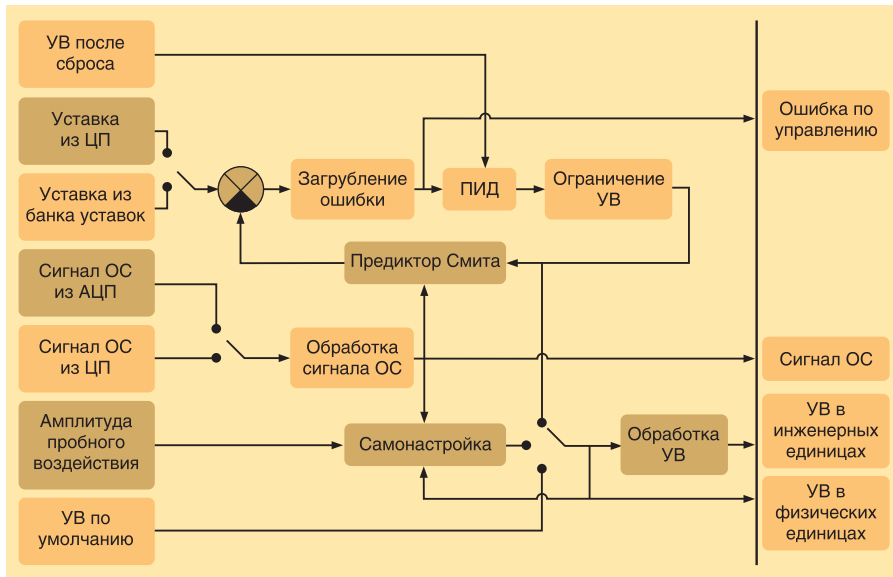 УВ после
сброса
Уставка
из ЦП
Уставка из
банка уставок
Сигнал ОС
из АЦП
Сигнал ОС
из ЦП
Амплитуда
пробного
воздействия
УВ по
умолчанию
Загрубление
ошибки
ПИД
Ограничение
УВ
Предиктор Смита
Обработка
сигнала ОС
Самонастройка
Обработка
УВ
Ошибка по
управлению
Сигнал ОС
УВ в
инженерных
единицах
УВ в
физических
единицах